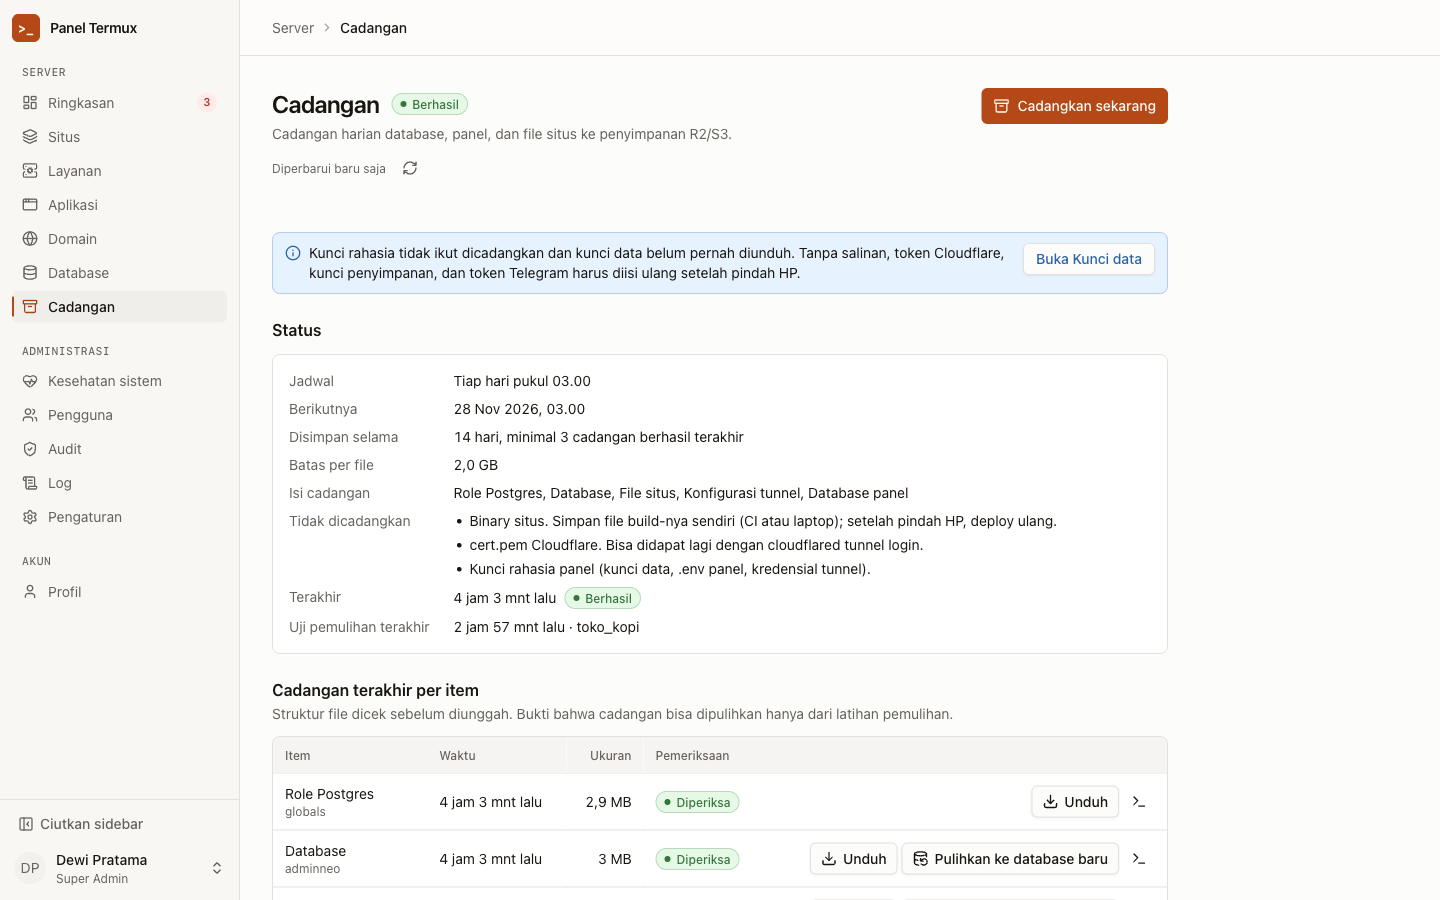 Panel Termux
SERVER
Ringkasan
3
Situs
Layanan
Aplikasi
Domain
Database
Cadangan
ADMINISTRASI
Kesehatan sistem
Pengguna
Audit
Log
Pengaturan
AKUN
Profil
Ciutkan sidebar
DP
Dewi Pratama
Super Admin
Server
Cadangan
Cadangan
Berhasil
Cadangkan sekarang
Cadangan harian database, panel, dan file situs ke penyimpanan R2/S3.
Diperbarui baru saja
Kunci rahasia tidak ikut dicadangkan dan kunci data belum pernah diunduh. Tanpa salinan, token Cloudflare,
kunci penyimpanan, dan token Telegram harus diisi ulang setelah pindah HP.
Buka Kunci data
Status
Jadwal
Tiap hari pukul 03.00
Berikutnya
28 Nov 2026, 03.00
Disimpan selama
14 hari, minimal 3 cadangan berhasil terakhir
Batas per file
2,0 GB
Isi cadangan
Role Postgres, Database, File situs, Konfigurasi tunnel, Database panel
Tidak dicadangkan
• Binary situs. Simpan file build-nya sendiri (CI atau laptop); setelah pindah HP, deploy ulang.
• cert.pem Cloudflare. Bisa didapat lagi dengan cloudflared tunnel login.
• Kunci rahasia panel (kunci data, .env panel, kredensial tunnel).
Terakhir
4 jam 3 mnt lalu
Berhasil
Uji pemulihan terakhir
2 jam 57 mnt lalu · toko_kopi
Cadangan terakhir per item
Struktur file dicek sebelum diunggah. Bukti bahwa cadangan bisa dipulihkan hanya dari latihan pemulihan.
Item
Waktu
Ukuran
Pemeriksaan
Role Postgres
globals
4 jam 3 mnt lalu
2,9 MB
Diperiksa
Unduh
Database
adminneo
4 jam 3 mnt lalu
3 MB
Diperiksa
Unduh
Pulihkan ke database baru